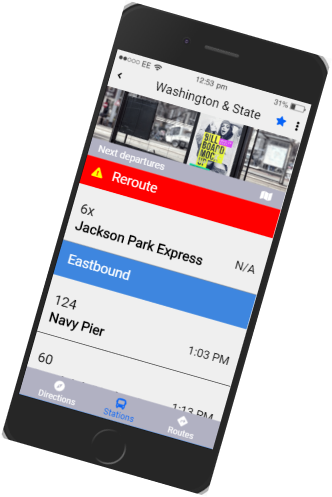 EE 12:53 pm 31%
Washington & State
BILL
BOARD
MOC
Next departures
Reroute
6x
Jackson Park Express N/A
Eastbound
124
Navy Pier 1:03 PM
60
1:13 PM
Directions Stations Routes